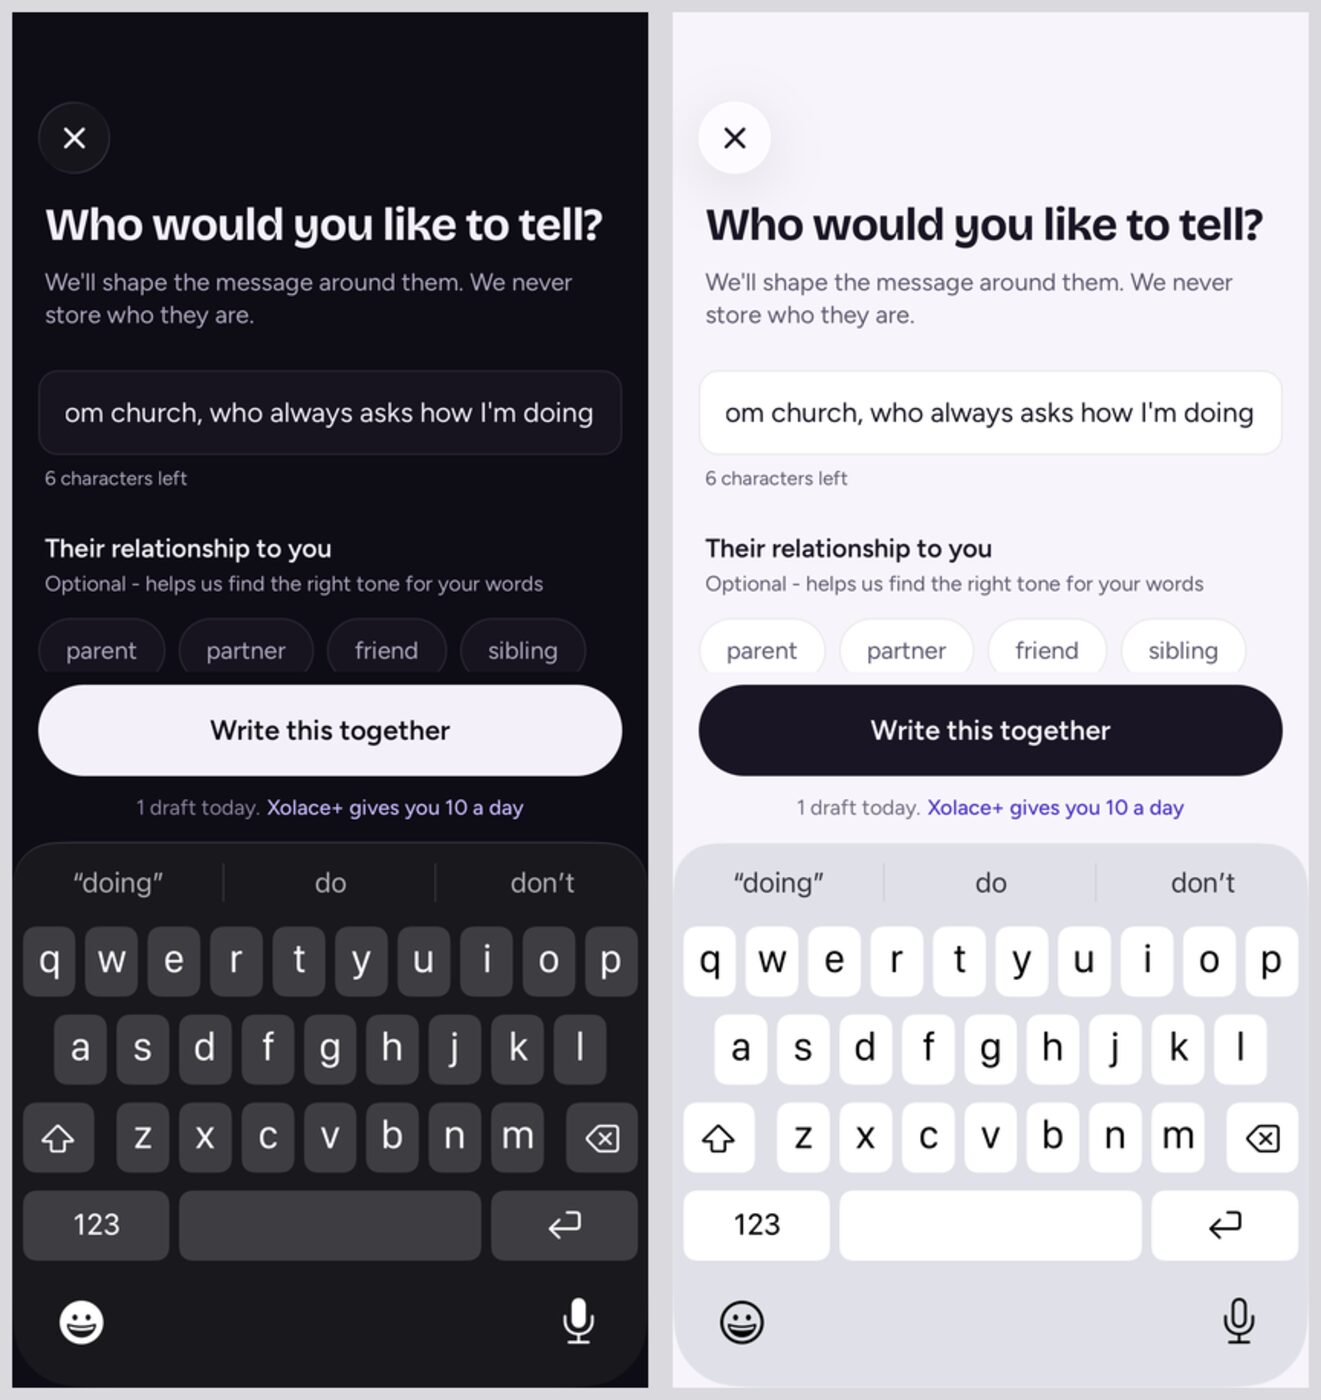 Who would you like to tell?
We'll shape the message around them. We never
store who they are.
om church, who always asks how I'm doing
6 characters left
Their relationship to you
Optional - helps us find the right tone for your words
parent partner friend sibling
Write this together
1 draft today. Xolace+ gives you 10 a day
“doing” do don’t
q w e r t y u i o p
a s d f g h j k l
z x c v b n m
123
Who would you like to tell?
We'll shape the message around them. We never
store who they are.
om church, who always asks how I'm doing
6 characters left
Their relationship to you
Optional - helps us find the right tone for your words
parent partner friend sibling
Write this together
1 draft today. Xolace+ gives you 10 a day
“doing” do don’t
q w e r t y u i o p
a s d f g h j k l
z x c v b n m
123